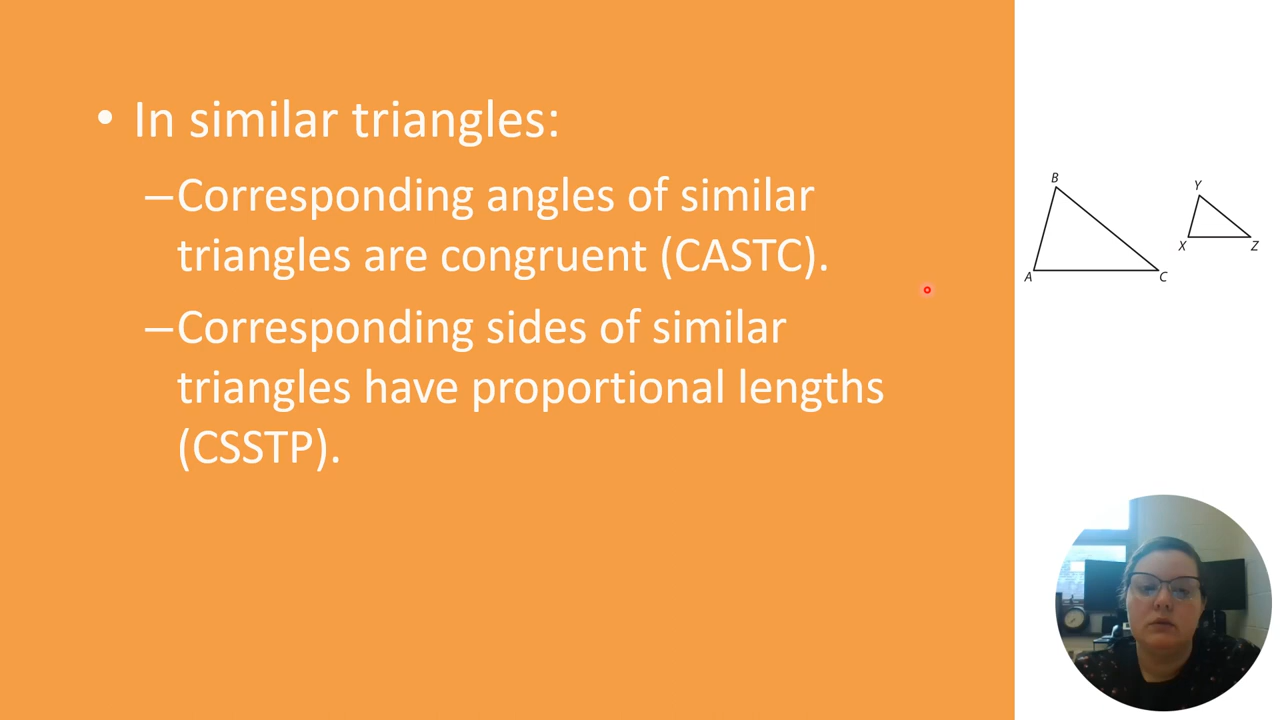 • In similar triangles:
–Corresponding angles of similar
triangles are congruent (CASTC).
–Corresponding sides of similar
triangles have proportional lengths
(CSSTP).
B
Y
X
Z
A
C